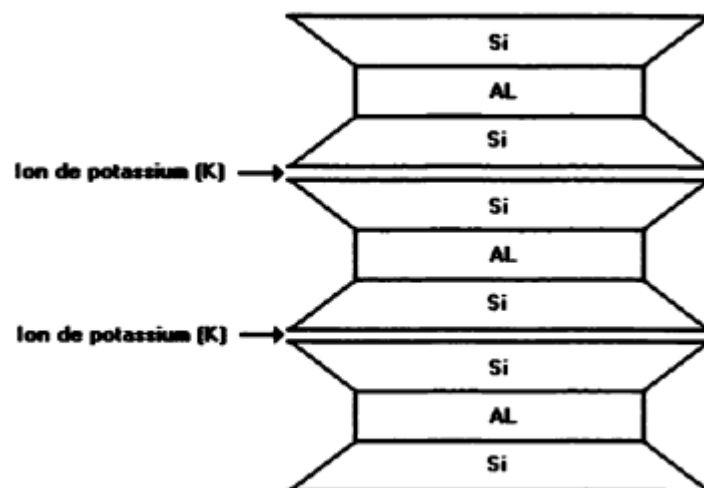 Si
AL
Si
Ion de potassium (K)
Si
AL
Si
Ion de potassium (K)
Si
AL
Si